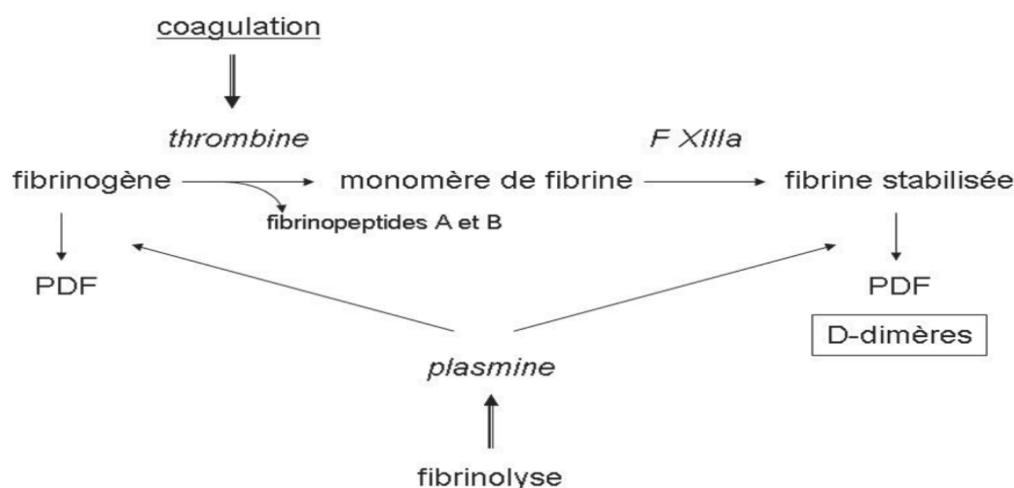 coagulation
thrombine
F XIIIa
fibrinogène
monomère de fibrine
fibrine stabilisée
fibrinopeptides A et B
PDF
PDF
D-dimères
plasmine
fibrinolyse